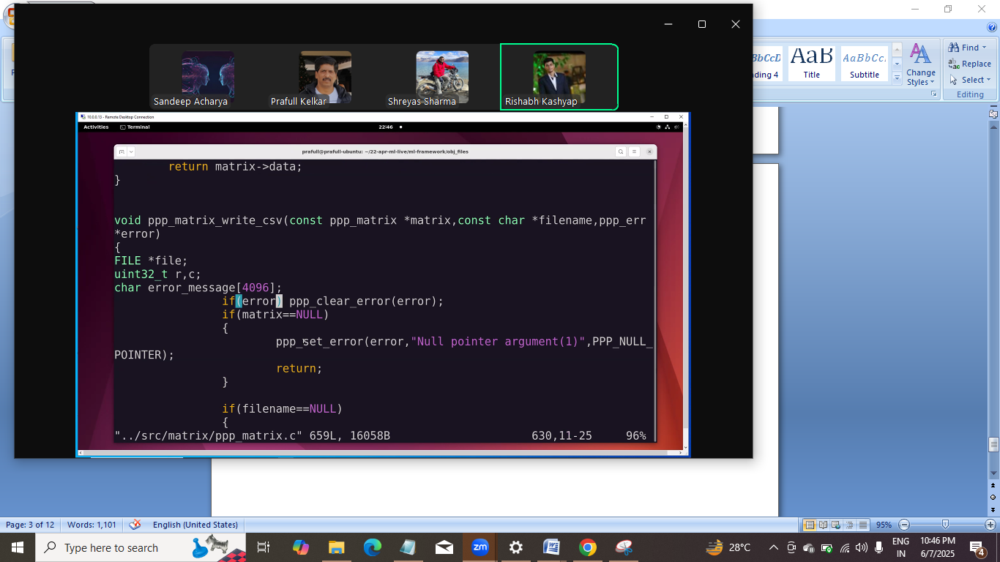 Sandeep Acharya
Prafull Kelkar
Shreyas Sharma
Rishabh Kashyap
10.0.0.13 - Remote Desktop Connection
Activities
Terminal
22:46
prafull@prafull-ubuntu: ~/22-apr-ml-live/ml-framework/obj_files
return matrix->data;
}
void ppp_matrix_write_csv(const ppp_matrix *matrix,const char *filename,ppp_err
*error)
{
FILE *file;
uint32_t r,c;
char error_message[4096];
if(error) ppp_clear_error(error);
if(matrix==NULL)
{
ppp_set_error(error,"Null pointer argument(1)",PPP_NULL_
POINTER);
return;
}
if(filename==NULL)
{
"../src/matrix/ppp_matrix.c" 659L, 16058B 630,11-25 96%
AaB
AaBbCc.
ding 4
Title
Subtitle
Change
Styles
Find
Replace
Select
Editing
Page: 3 of 12
Words: 1,101
English (United States)
95%
Type here to search
28°C
ENG
IN
10:46 PM
6/7/2025
4